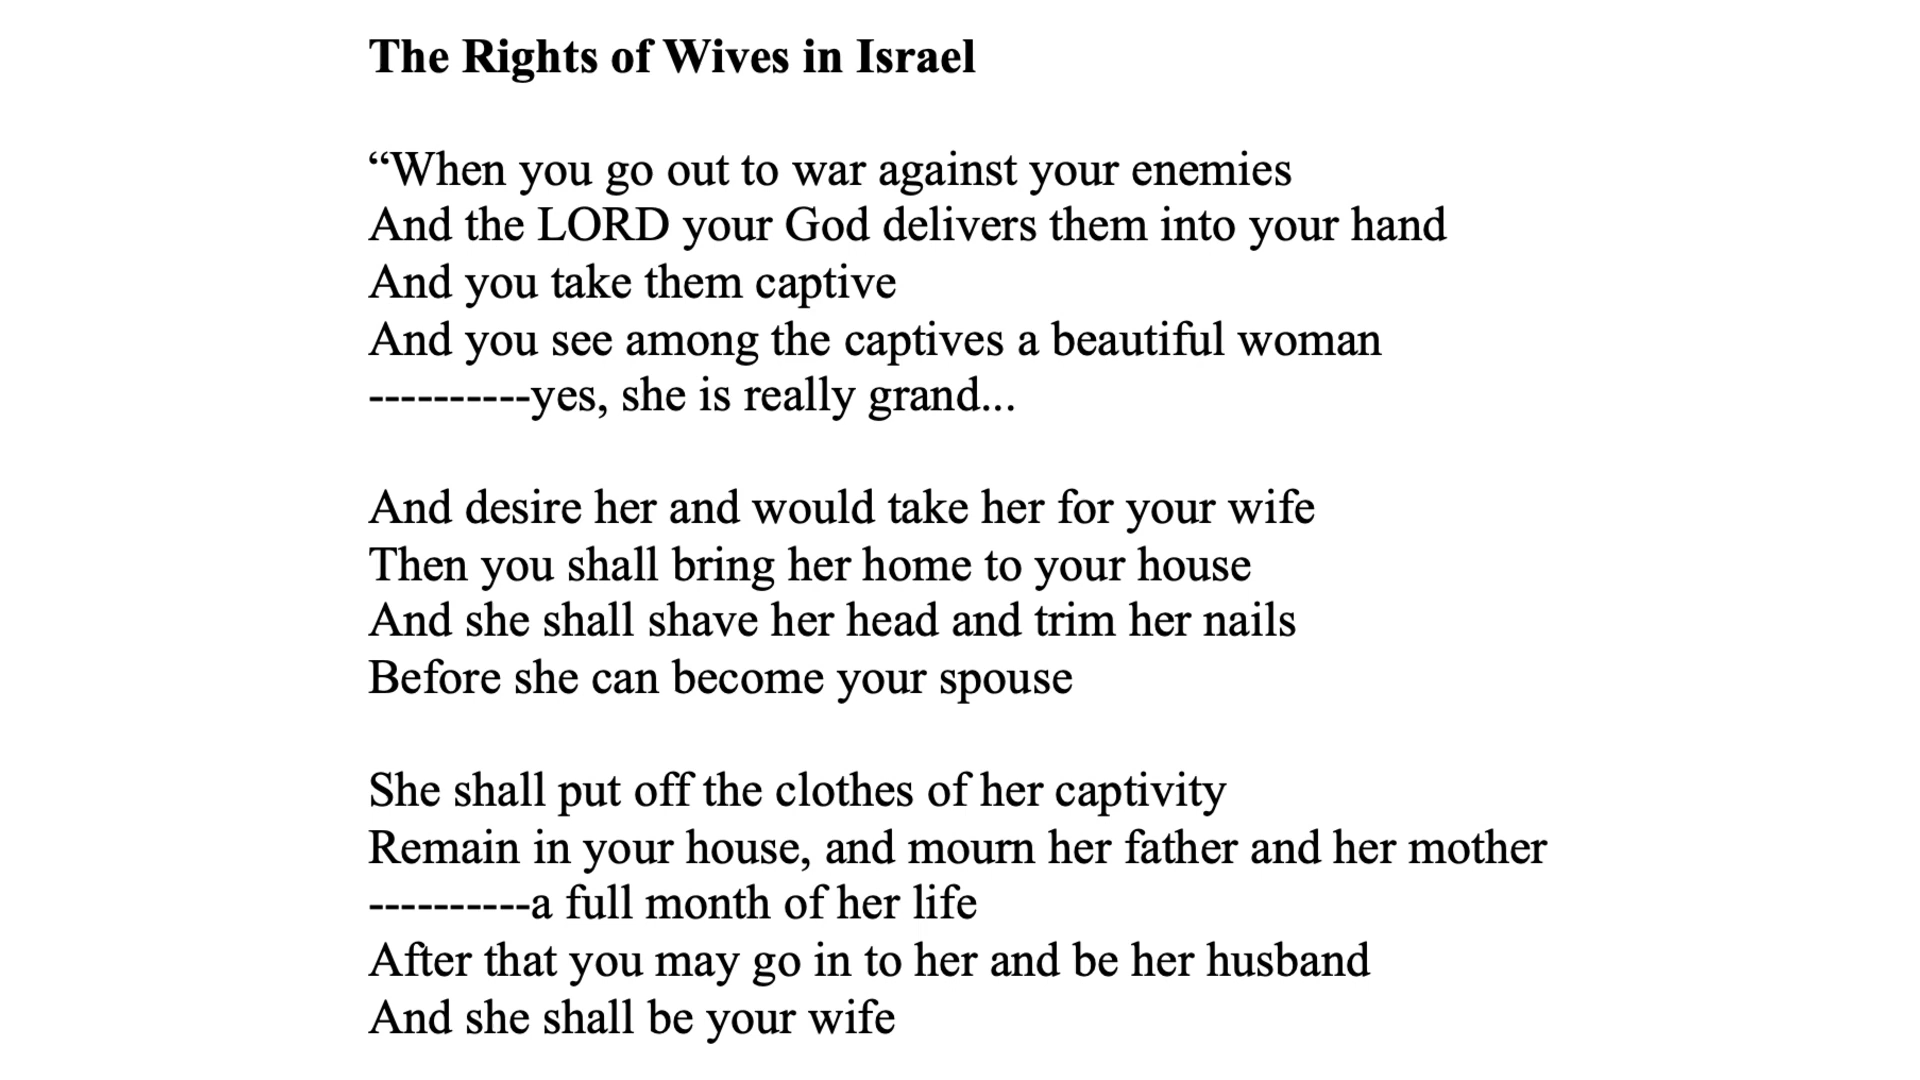 The Rights of Wives in Israel
“When you go out to war against your enemies
And the LORD your God delivers them into your hand
And you take them captive
And you see among the captives a beautiful woman
----------yes, she is really grand...
And desire her and would take her for your wife
Then you shall bring her home to your house
And she shall shave her head and trim her nails
Before she can become your spouse
She shall put off the clothes of her captivity
Remain in your house, and mourn her father and her mother
----------a full month of her life
After that you may go in to her and be her husband
And she shall be your wife